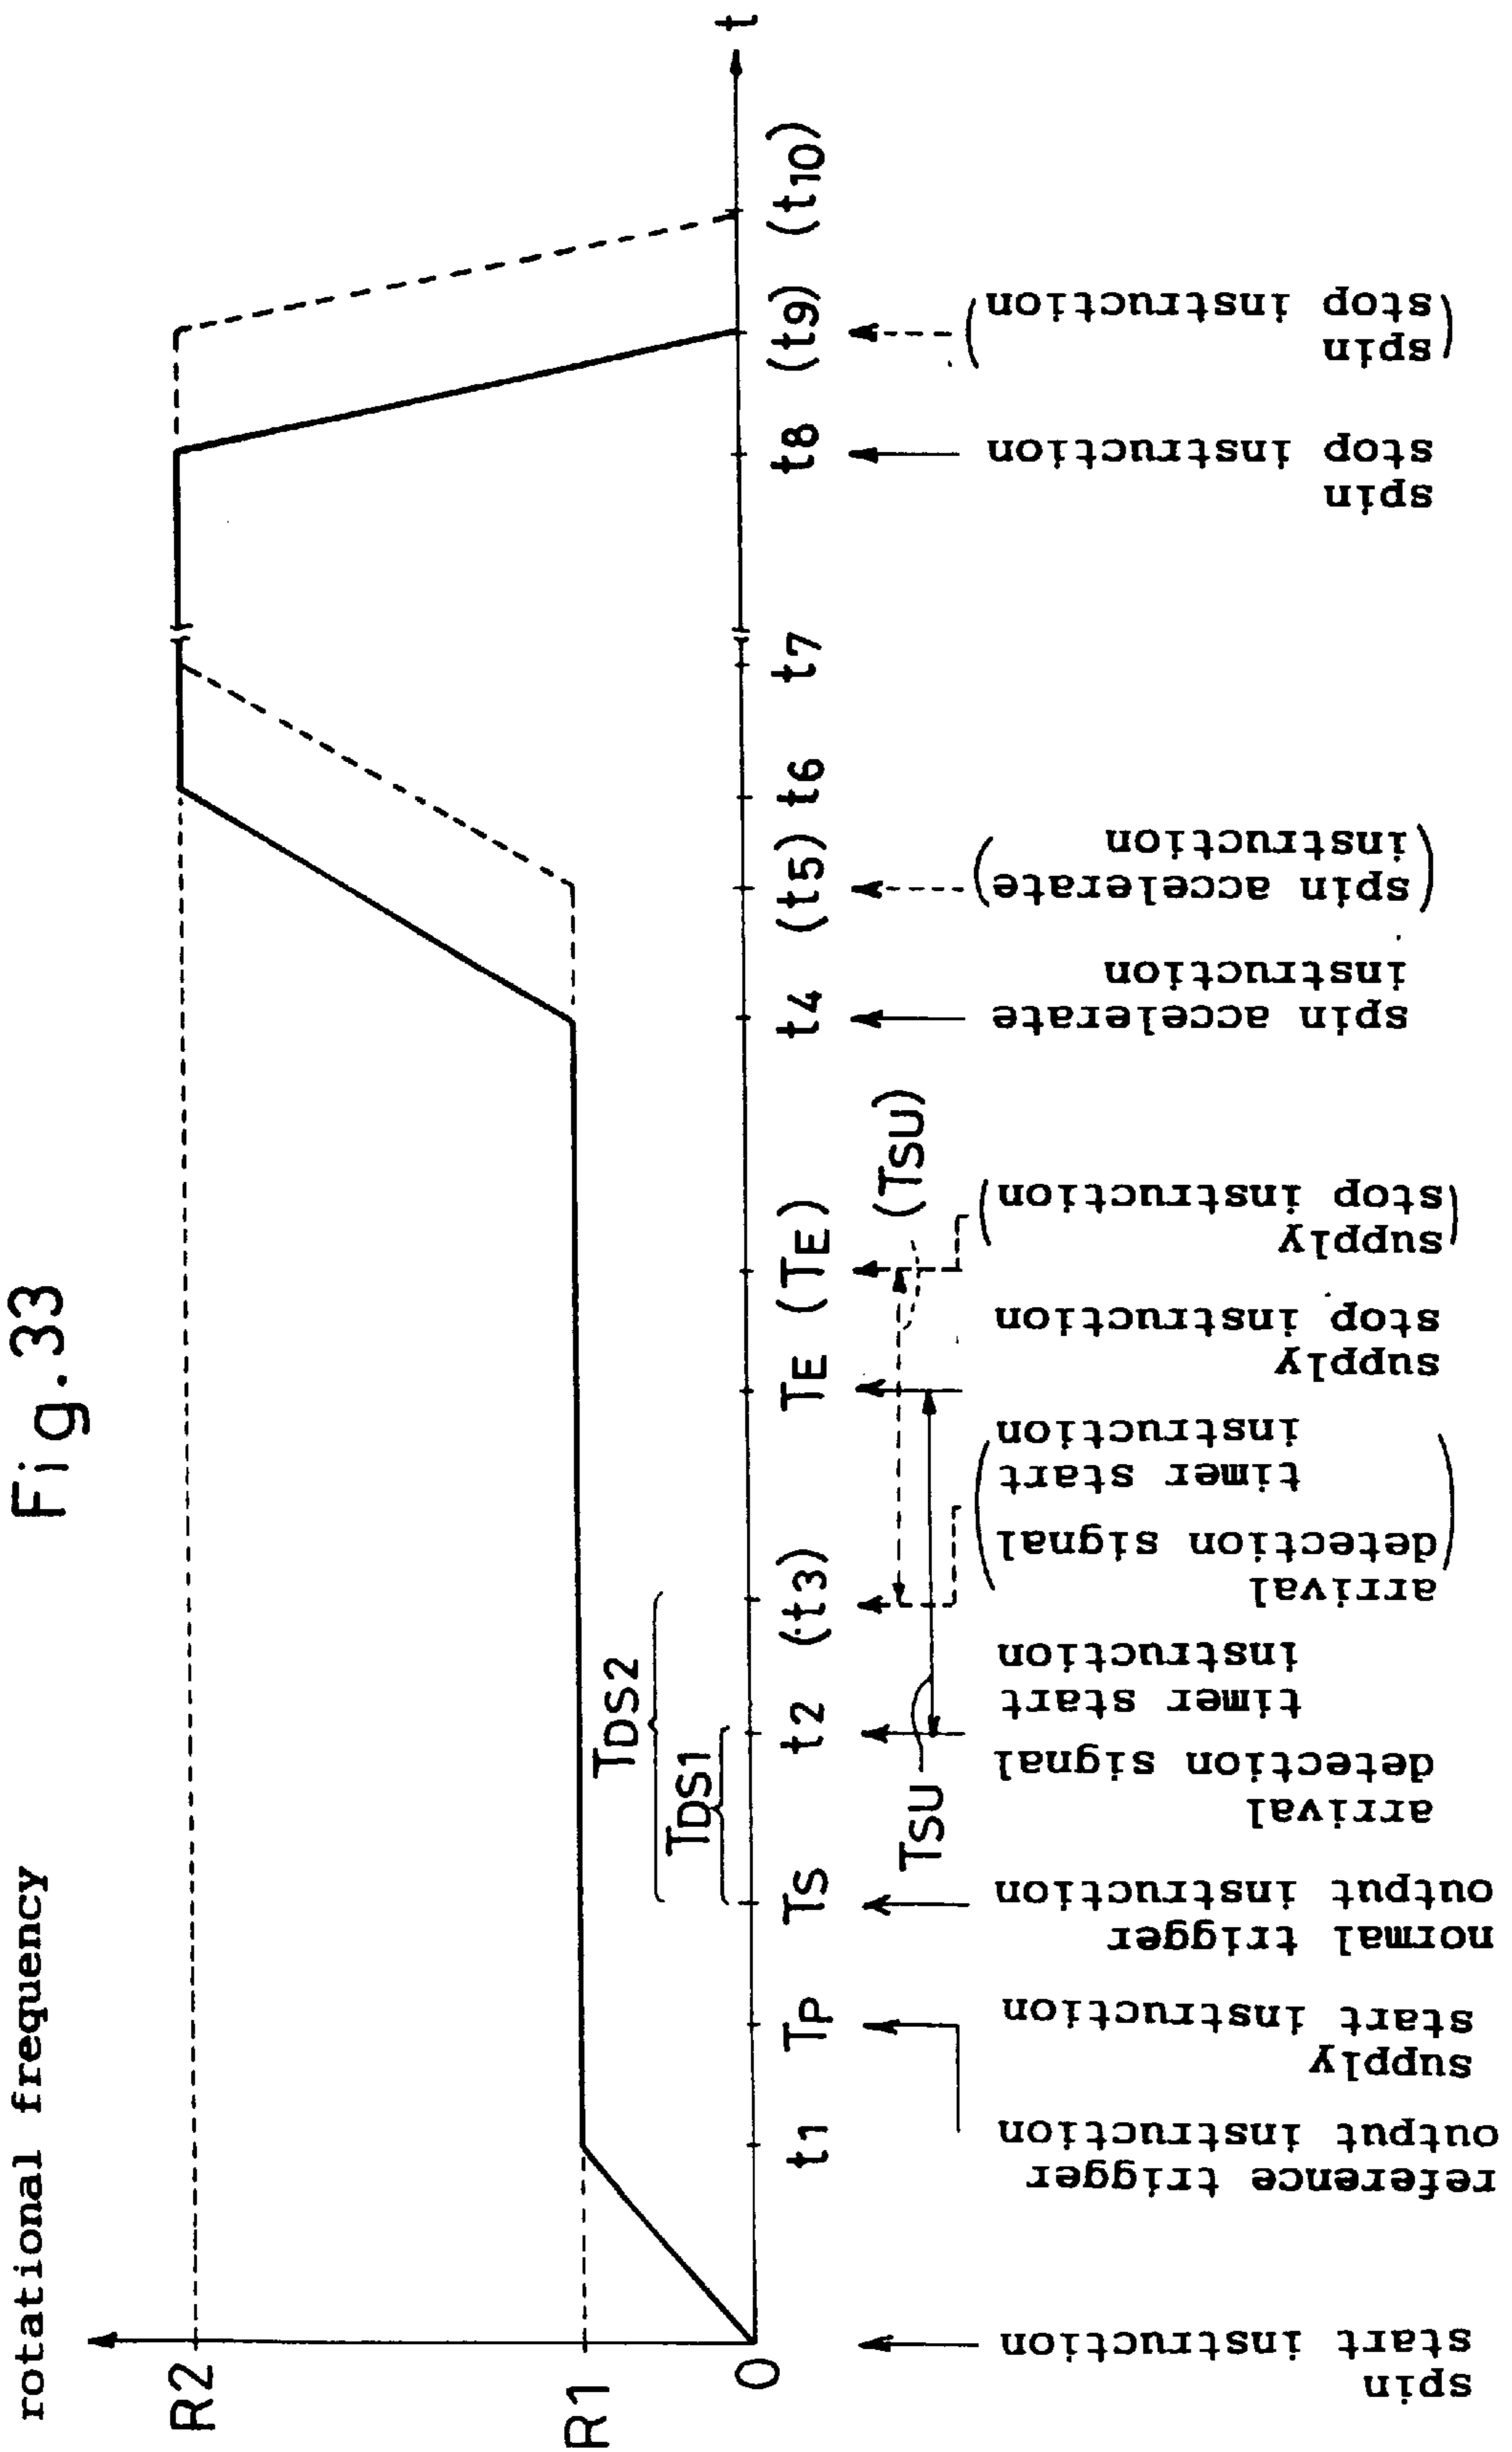 Fig.33
rotational frequency
R2
R1
0
t
TDS2
TDS1
t1
TP
TS
t2
(t3)
TE
(TE)
t4
(t5)
t6
t7
t8
(t9)
(t10)
TSU
(TSU)
spin
start instruction
reference trigger
output instruction
supply
start instruction
normal trigger
output instruction
arrival
detection signal
timer start
instruction
(arrival
detection signal
timer start
instruction)
supply
stop instruction
(supply
stop instruction)
spin accelerate
instruction
(spin accelerate
instruction)
spin
stop instruction
(spin
stop instruction)